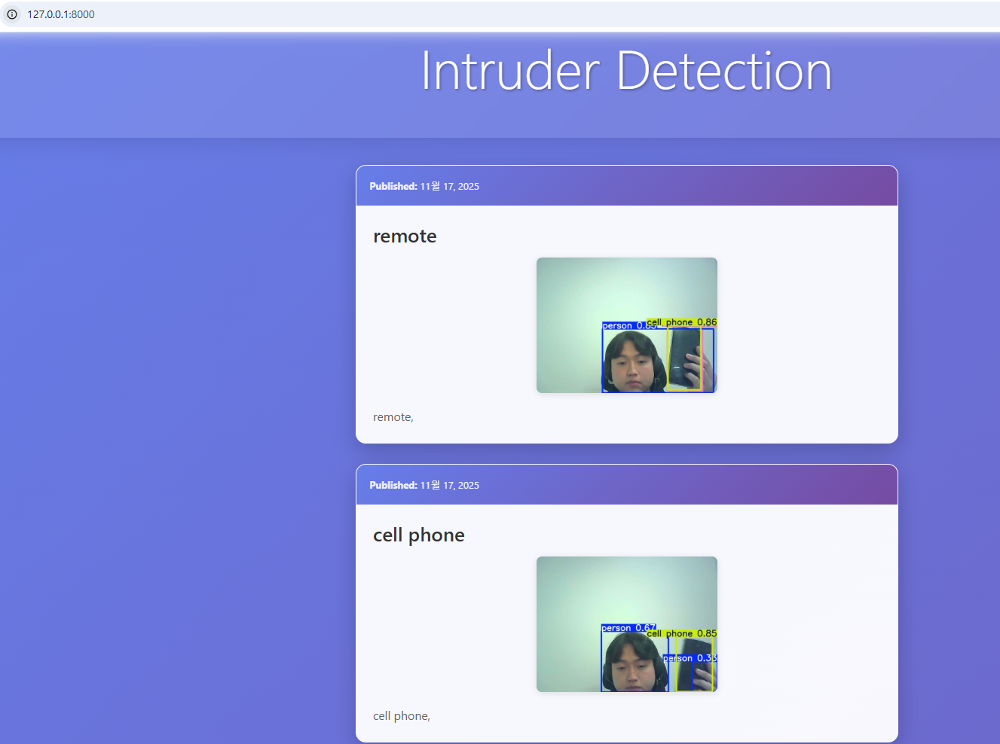 127.0.0.1:8000
Intruder Detection
Published: 11월 17, 2025
remote
cell phone 0.86
person 0.85
remote,
Published: 11월 17, 2025
cell phone
person 0.67
cell phone 0.85
person 0.33
cell phone,